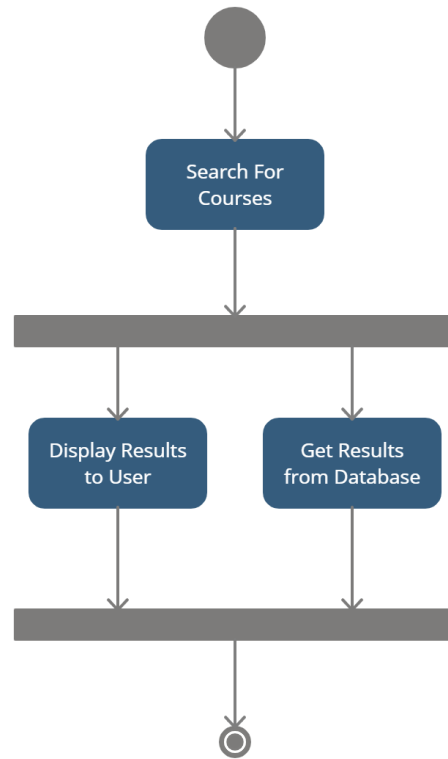 Search For
Courses
Display Results
to User
Get Results
from Database